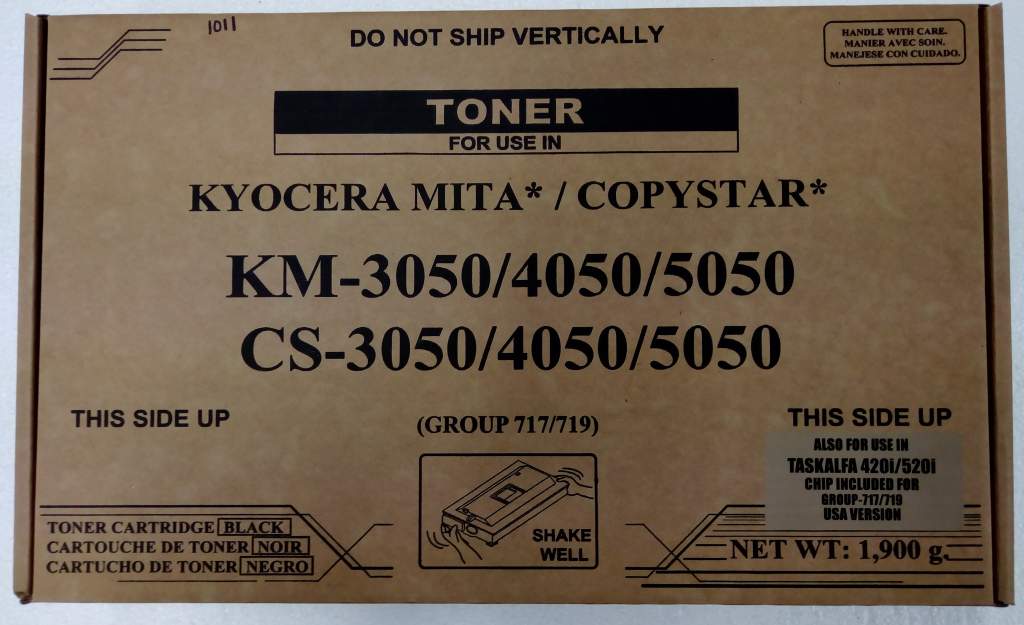 1011
DO NOT SHIP VERTICALLY
HANDLE WITH CARE.
MANIER AVEC SOIN.
MANEJESE CON CUIDADO.
TONER
FOR USE IN
KYOCERA MITA* / COPYSTAR*
KM-3050/4050/5050
CS-3050/4050/5050
THIS SIDE UP
(GROUP 717/719)
THIS SIDE UP
ALSO FOR USE IN
TASKALFA 420i/520i
CHIP INCLUDED FOR
GROUP-717/719
USA VERSION
SHAKE
WELL
TONER CARTRIDGE BLACK
CARTOUCHE DE TONER NOIR
CARTUCHO DE TONER NEGRO
NET WT: 1,900 g.